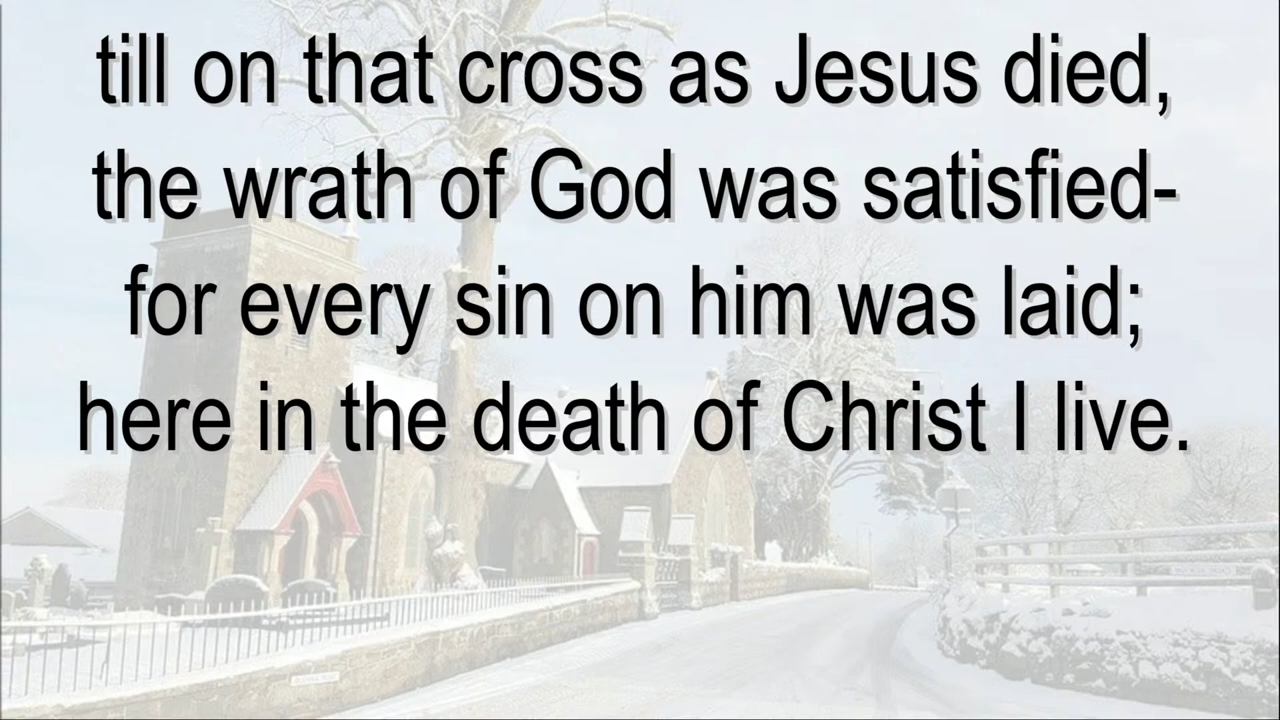 till on that cross as Jesus died,
the wrath of God was satisfied-
for every sin on him was laid;
here in the death of Christ I live.